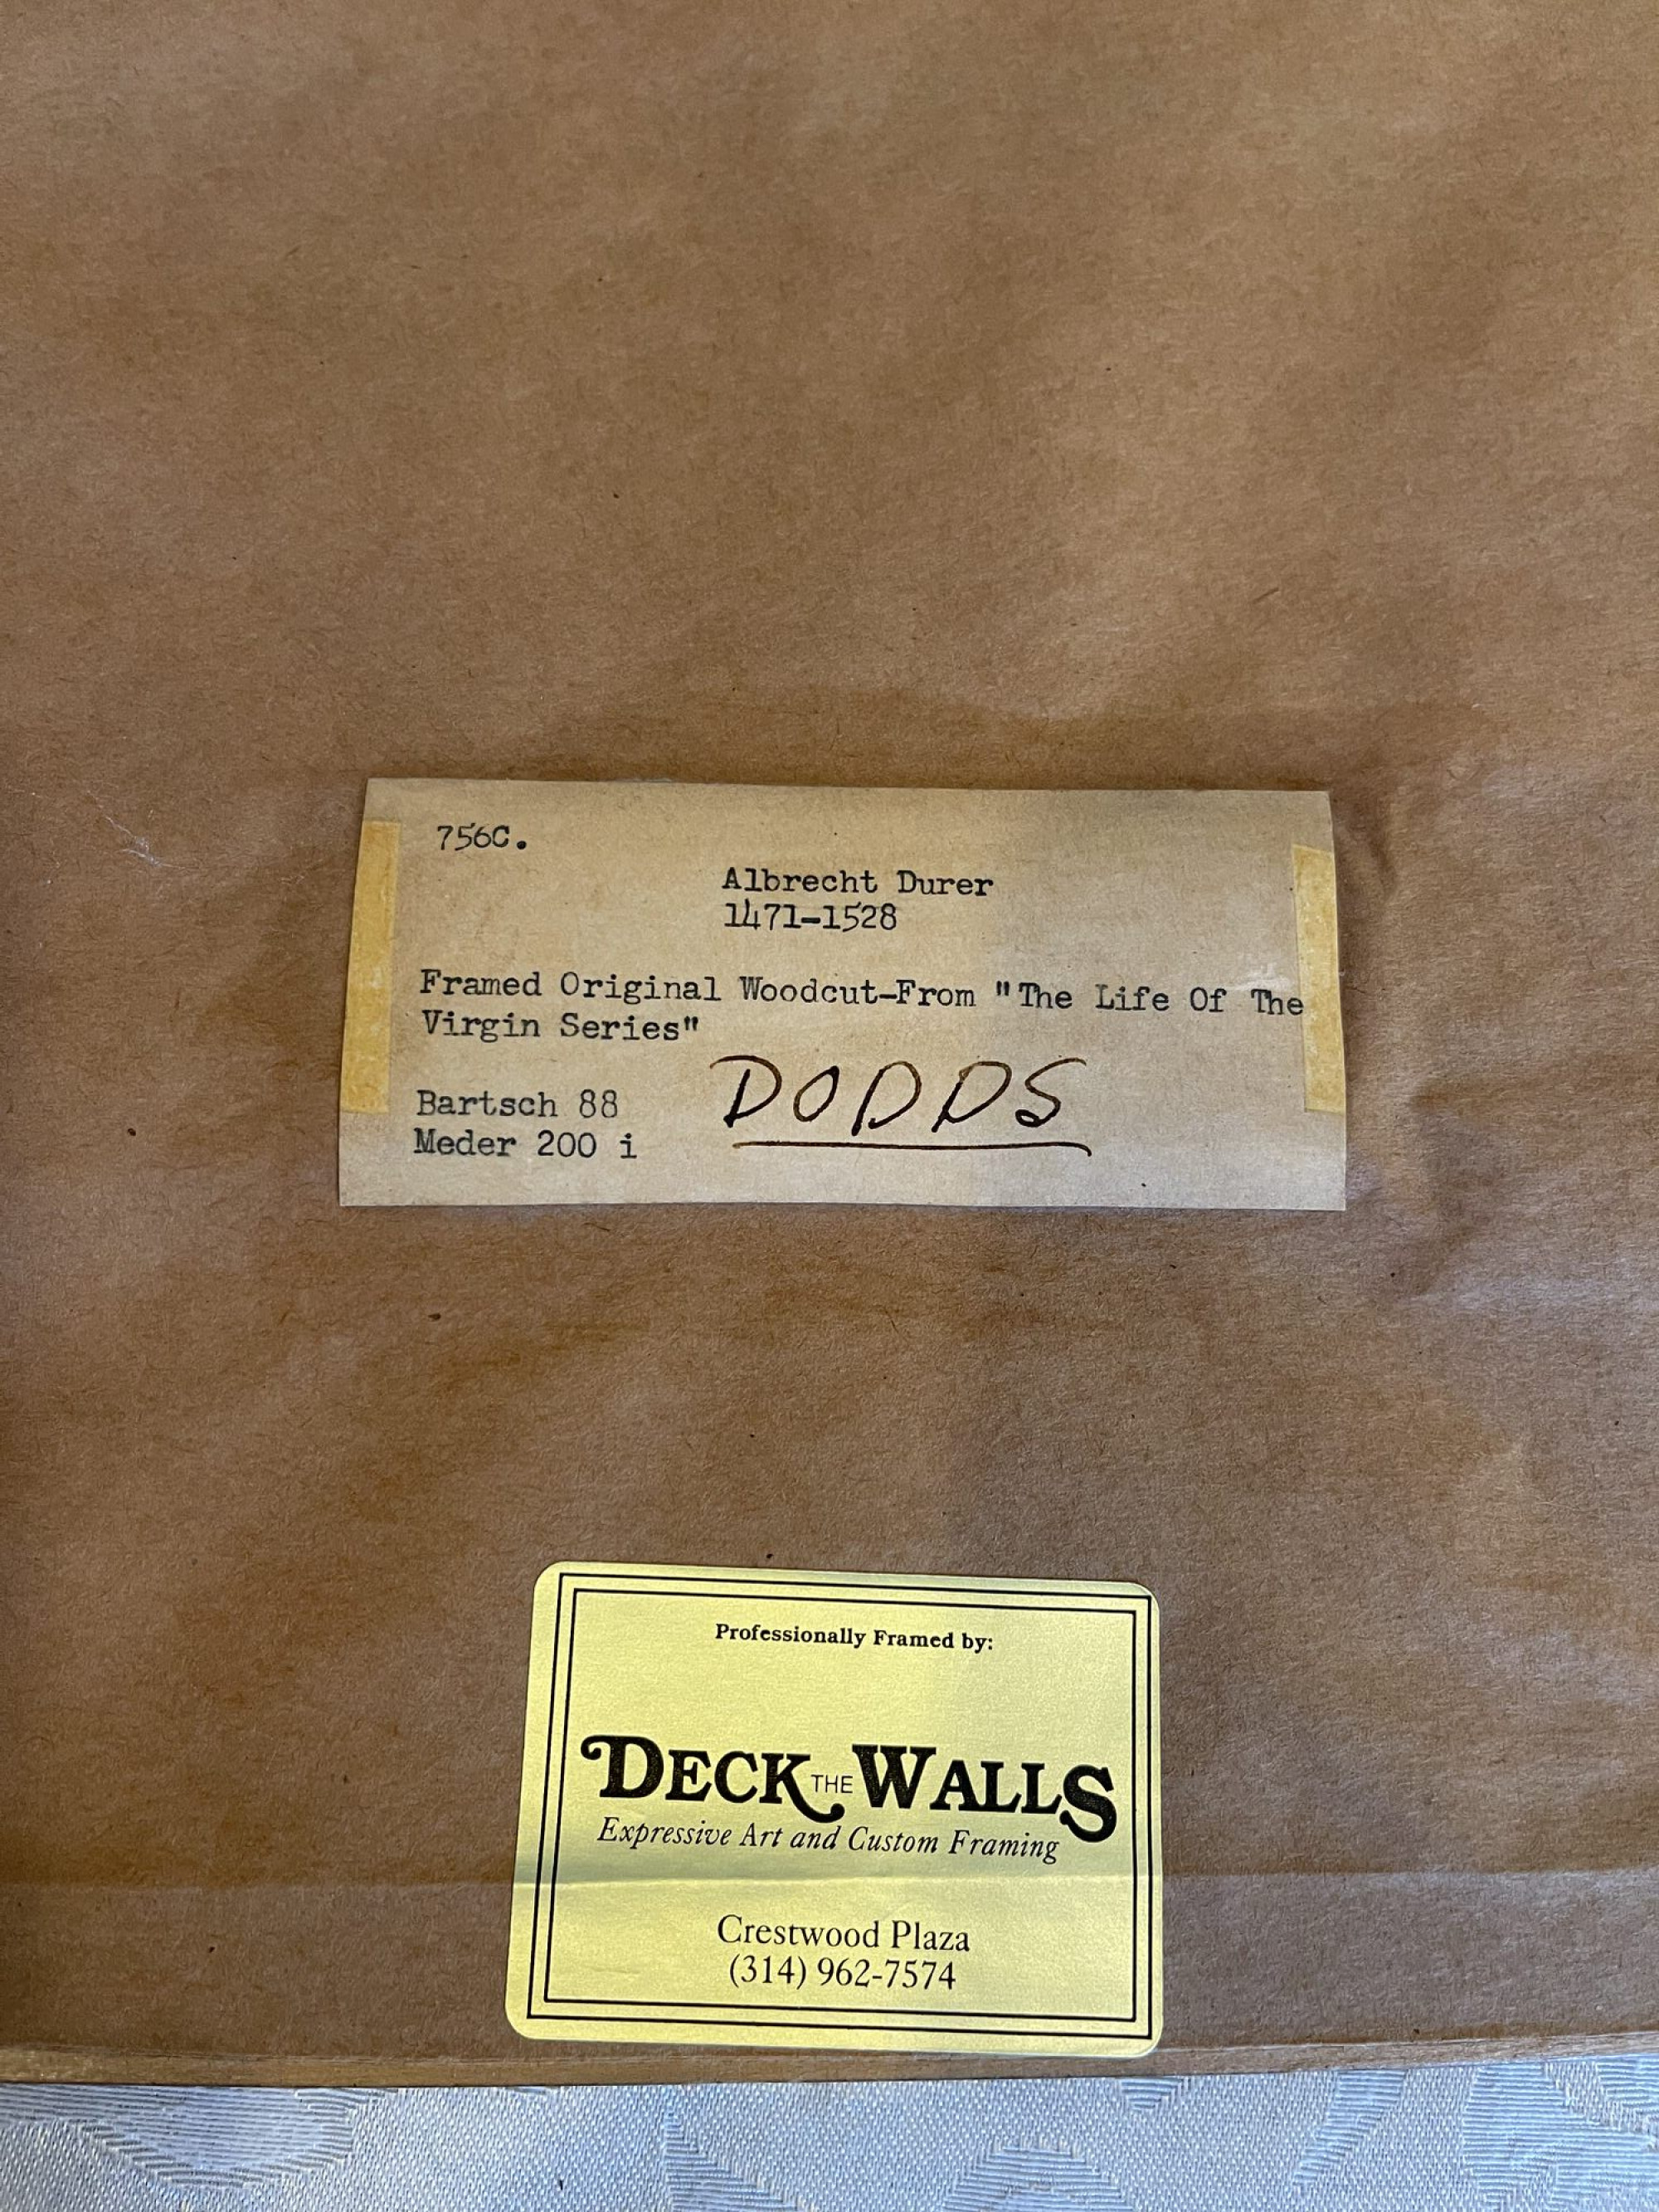 756C.
Albrecht Durer
1471-1528
Framed Original Woodcut-From "The Life Of The
Virgin Series"
Bartsch 88
Meder 200 i
DODDS
Professionally Framed by:
DECK THE WALLS
Expressive Art and Custom Framing
Crestwood Plaza
(314) 962-7574